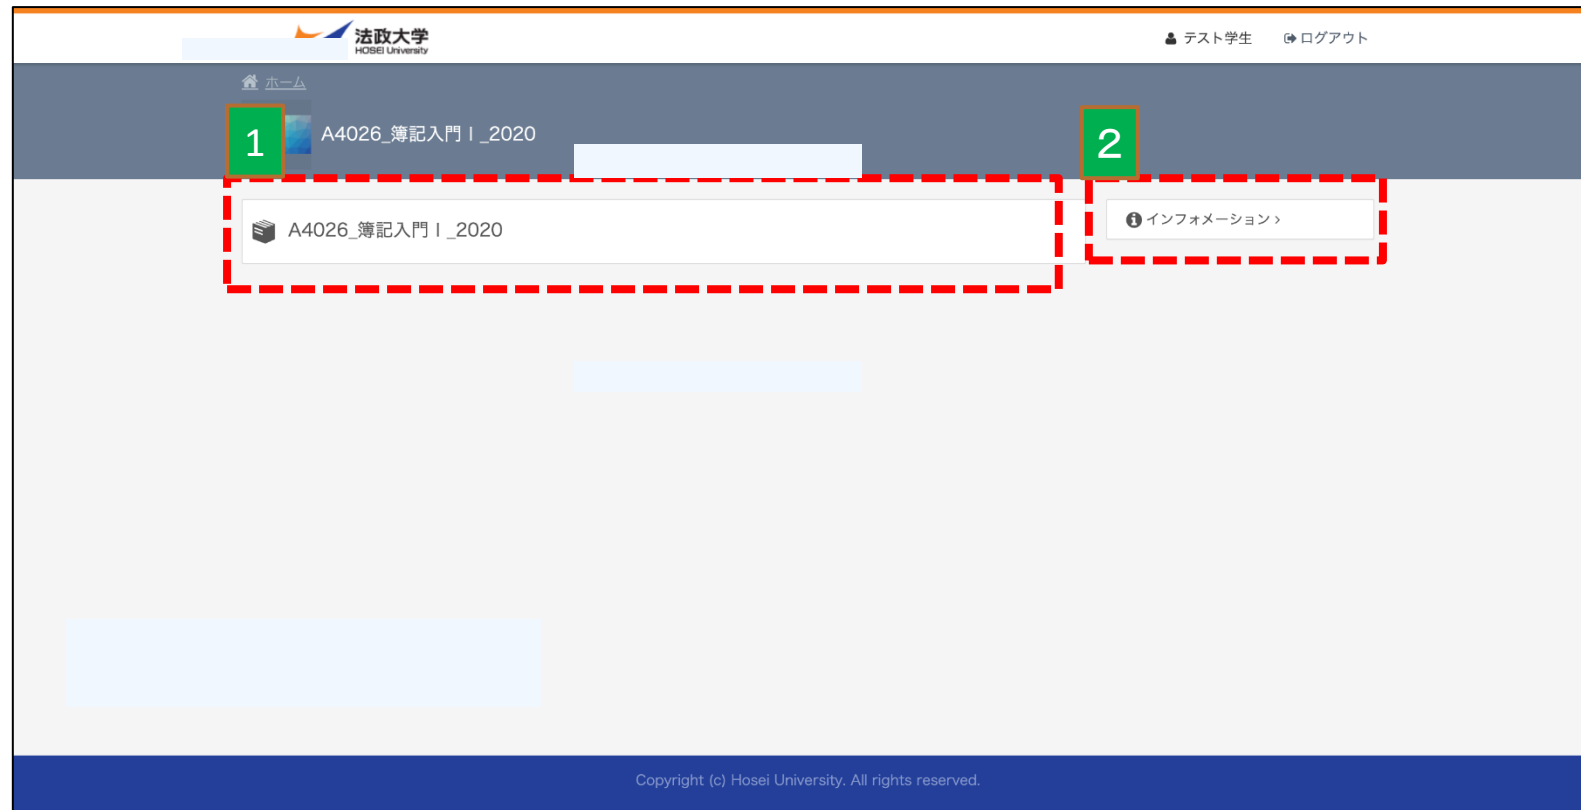 法政大学
HOSEI University
テスト学生 ログアウト
ホーム
1
A4026_簿記入門Ⅰ_2020
2
A4026_簿記入門Ⅰ_2020
インフォメーション >
Copyright (c) Hosei University. All rights reserved.